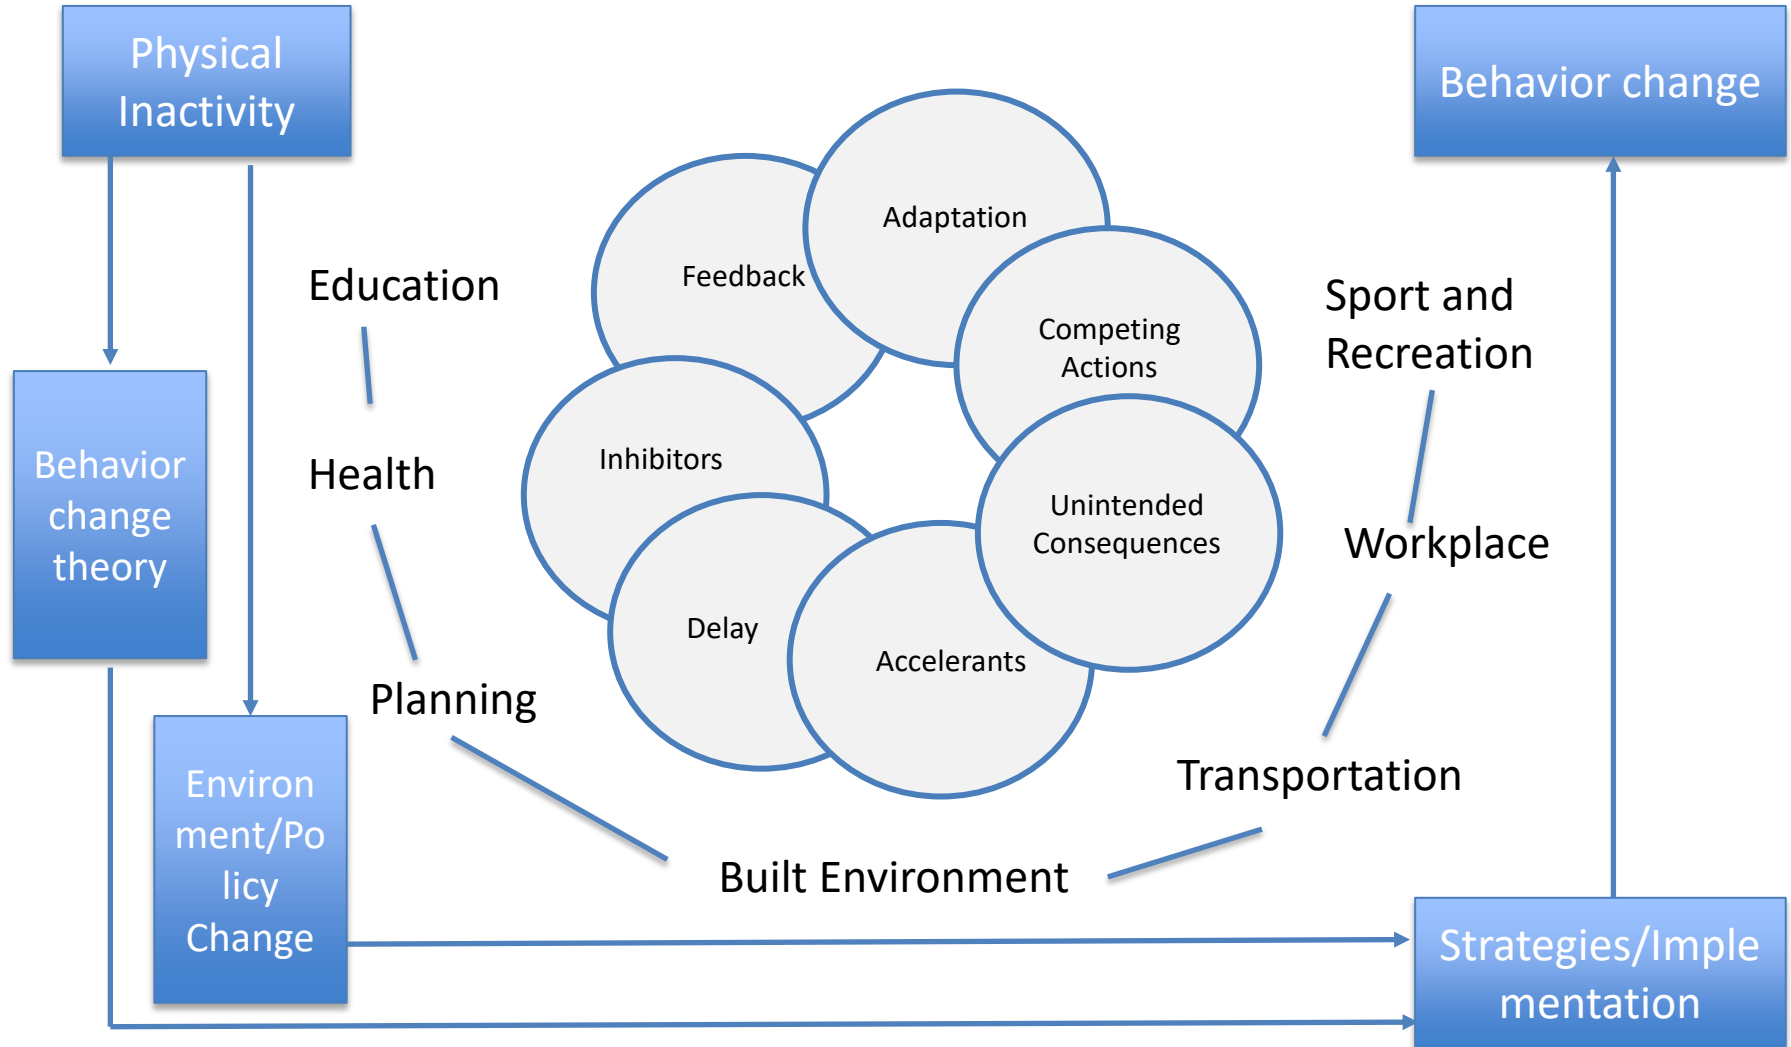 Physical
Inactivity
Behavior change
Adaptation
Feedback
Education
Sport and
Recreation
Competing
Actions
Behavior
change
theory
Health
Inhibitors
Unintended
Consequences
Workplace
Delay
Accelerants
Planning
Environ
ment/Po
licy
Change
Transportation
Built Environment
Strategies/Imple
mentation